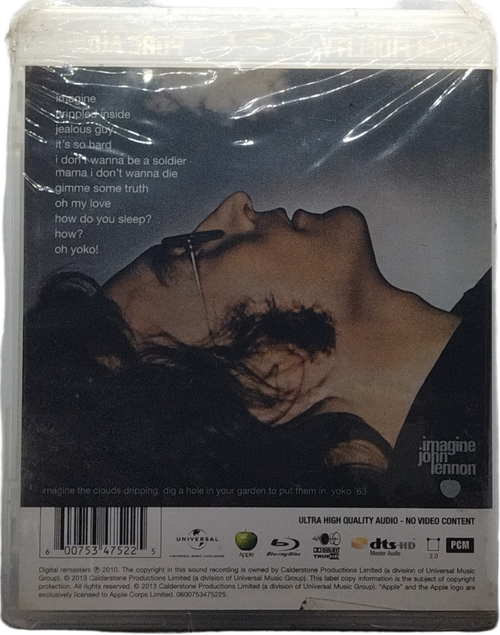 imagine
crippled inside
jealous guy
it's so hard
i don't wanna be a soldier
mama i don't wanna die
gimme some truth
oh my love
how do you sleep?
how?
oh yoko!
imagine
john
lennon
imagine the clouds dripping. dig a hole in your garden to put them in. yoko '63
ULTRA HIGH QUALITY AUDIO - NO VIDEO CONTENT
6 00753 47522 5
UNIVERSAL
Apple
Blu-ray Disc
DOLBY
TRUE HD
dts-HD
Master Audio
2.0
PCM
Digital remasters ℗ 2010. The copyright in this sound recording is owned by Calderstone Productions Limited (a division of Universal Music
Group). © 2013 Calderstone Productions Limited (a division of Universal Music Group). This label copy information is the subject of copyright
protection. All rights reserved. © 2013 Calderstone Productions Limited (a division of Universal Music Group). "Apple" and the Apple logo are
exclusively licensed to Apple Corps Limited. 0600753475225.